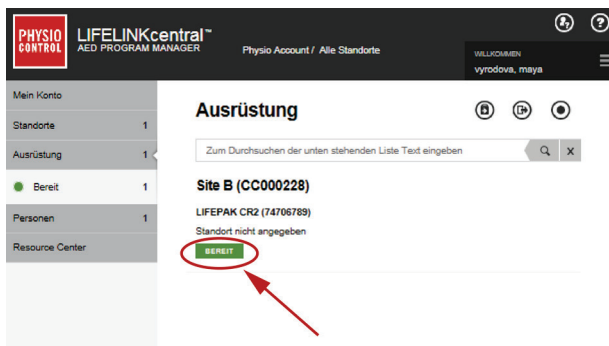 PHYSIO
CONTROL
LIFELINKcentral™
AED PROGRAM MANAGER
Physio Account / Alle Standorte
WILLKOMMEN
vyrodova, maya
Mein Konto
Standorte 1
Ausrüstung 1
Bereit 1
Personen 1
Resource Center
Ausrüstung
Zum Durchsuchen der unten stehenden Liste Text eingeben
x
Site B (CC000228)
LIFEPAK CR2 (74706789)
Standort nicht angegeben
BEREIT